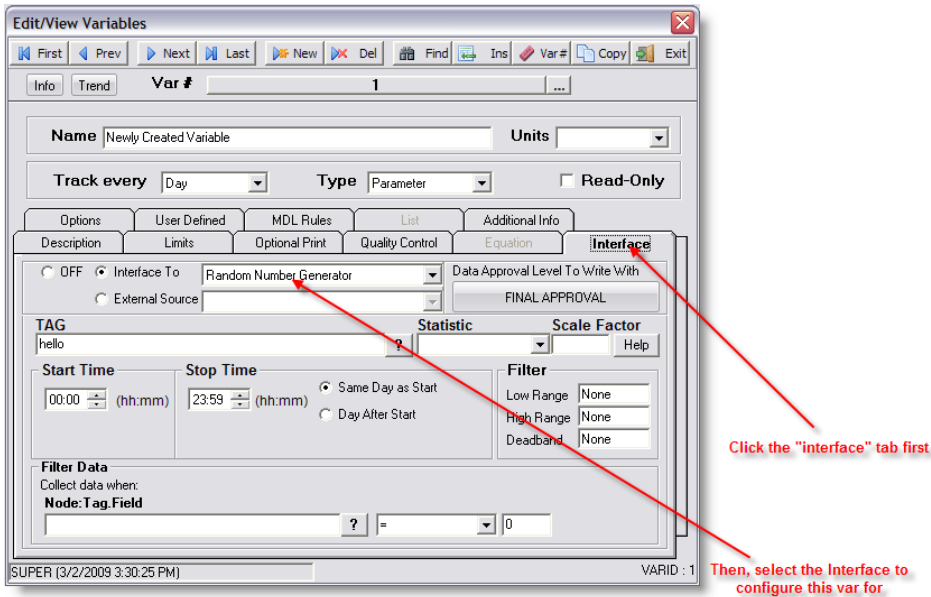 Edit/View Variables
First Prev Next Last New Del Find Ins Var# Copy Exit
Info Trend Var # 1 ...
Name Newly Created Variable Units
Track every Day Type Parameter Read-Only
Options User Defined MDL Rules List Additional Info
Description Limits Optional Print Quality Control Equation Interface
OFF Interface To Random Number Generator Data Approval Level To Write With
External Source FINAL APPROVAL
TAG Statistic Scale Factor
hello ? Help
Start Time Stop Time Filter
00:00 (hh:mm) 23:59 (hh:mm) Same Day as Start Low Range None
Day After Start High Range None
Deadband None
Click the "interface" tab first
Filter Data
Collect data when:
Node:Tag.Field
? = 0
SUPER (3/2/2009 3:30:25 PM) VARID : 1
Then, select the Interface to
configure this var for